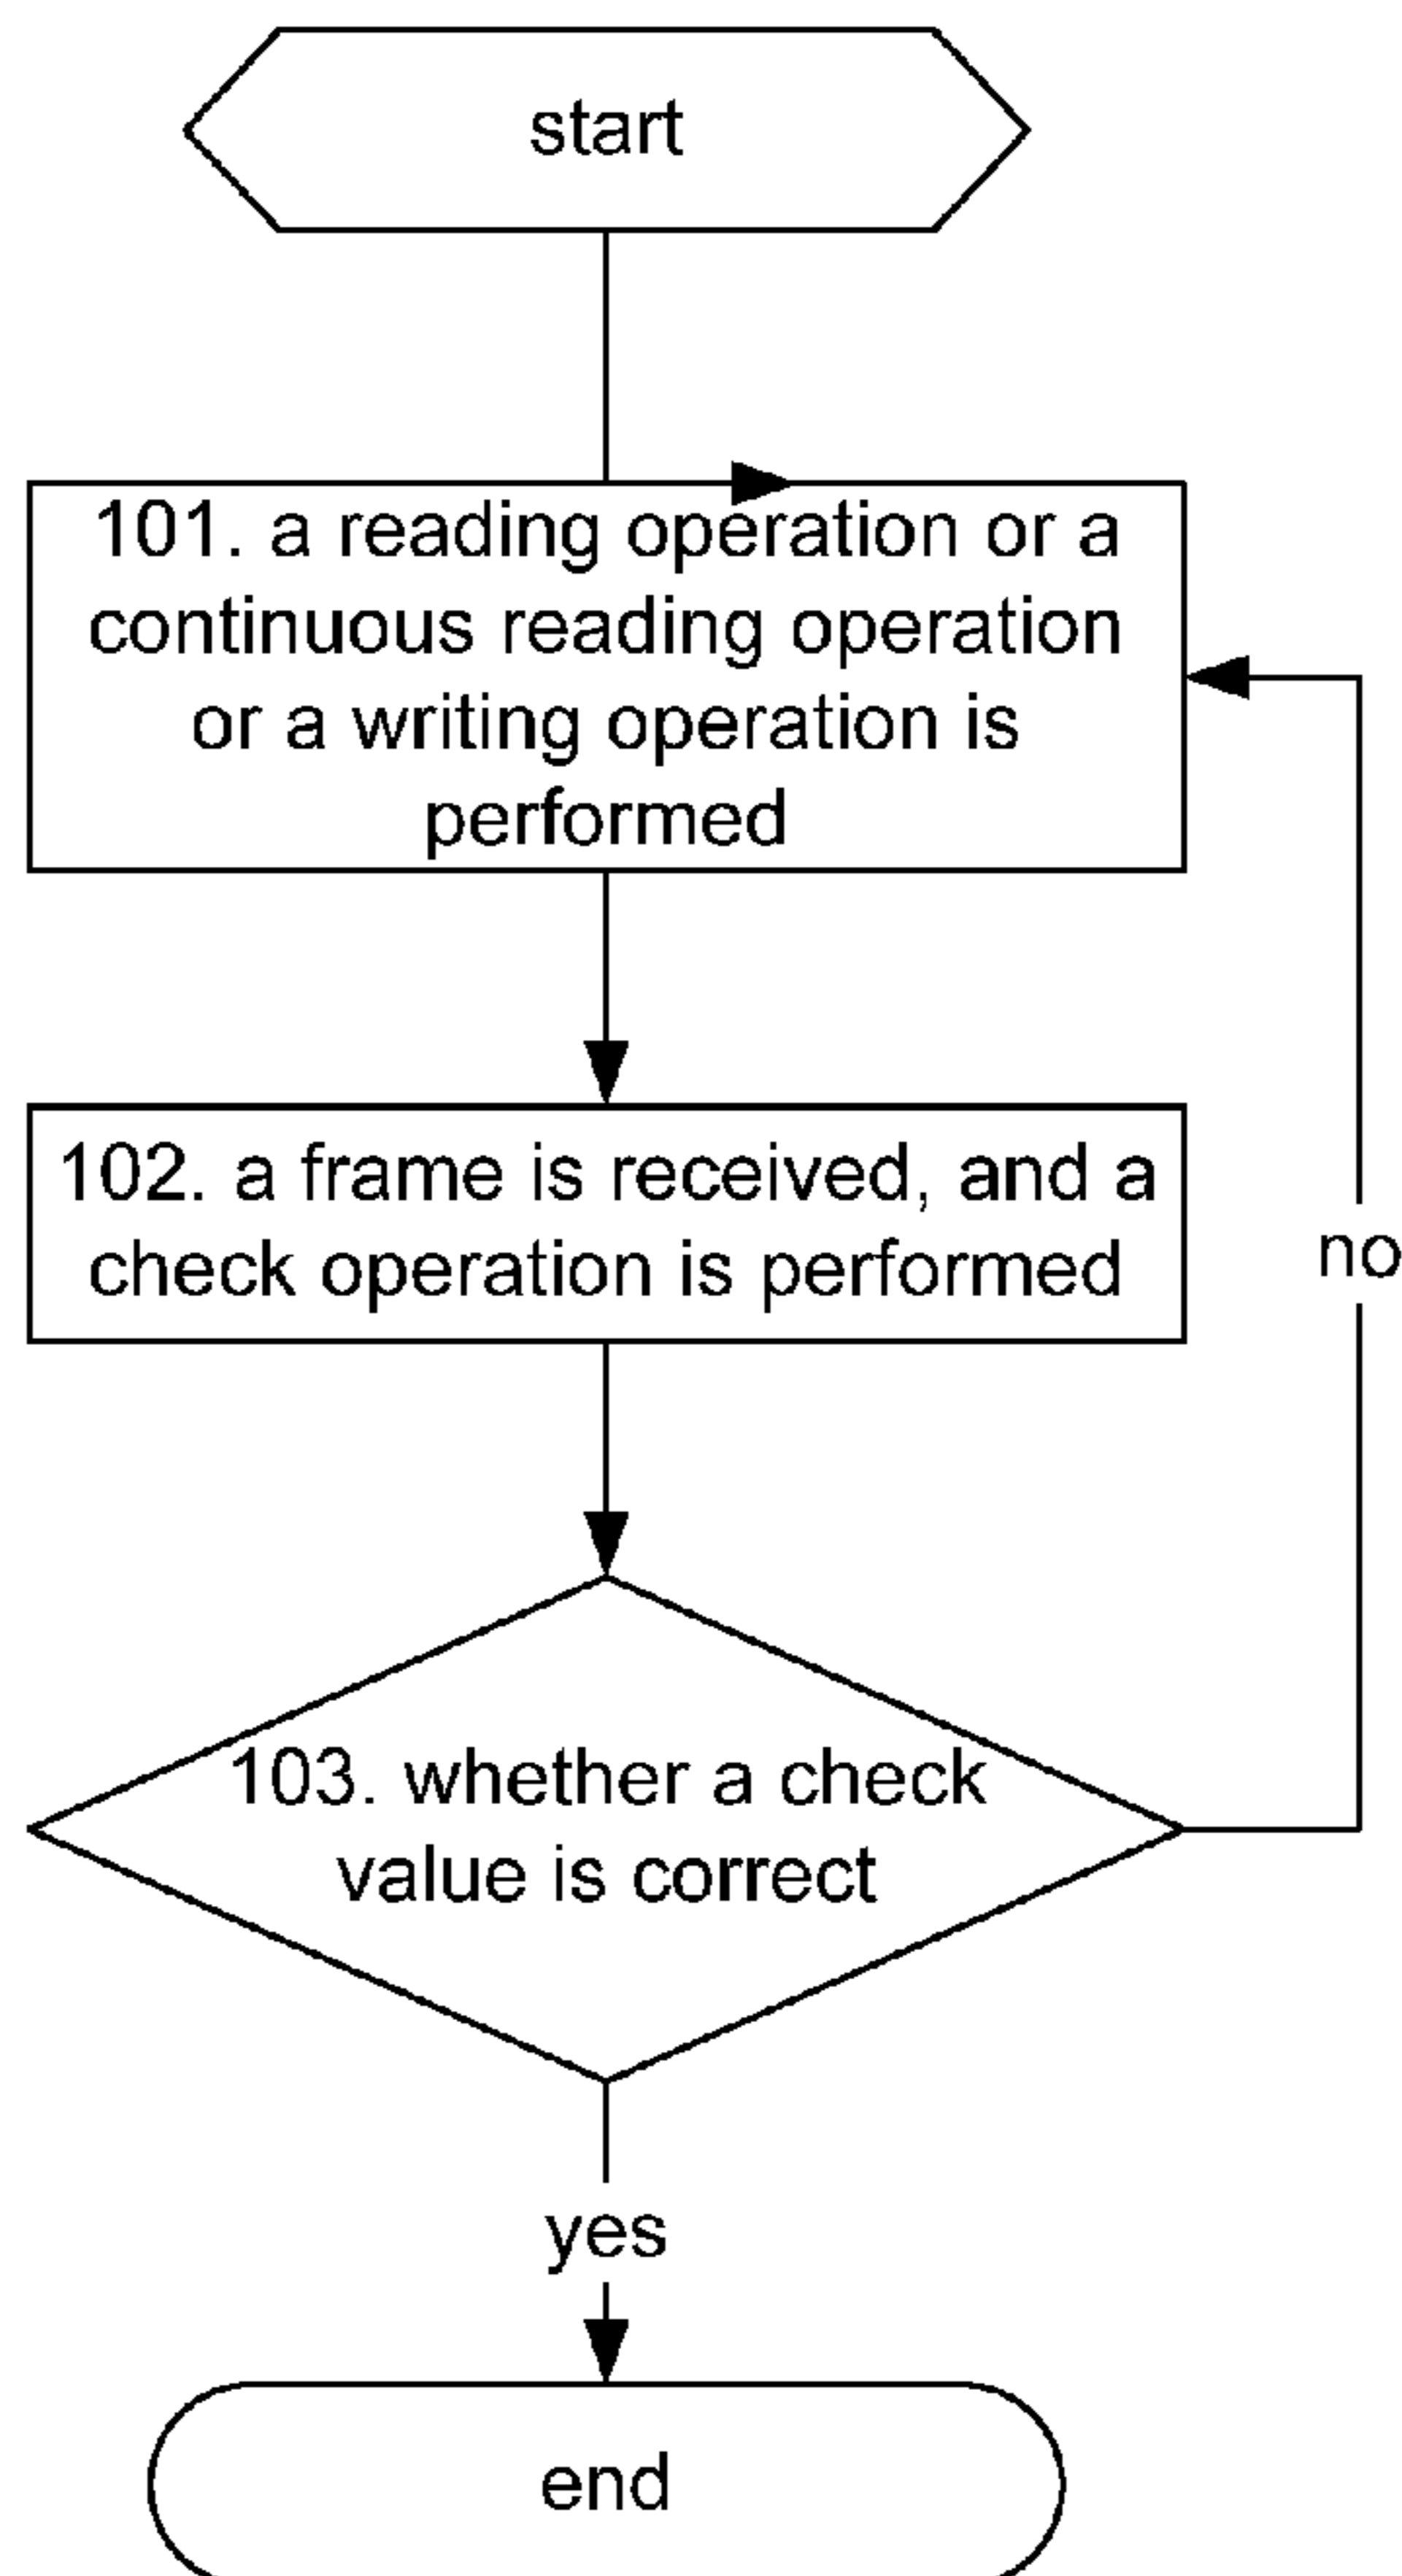 start
101. a reading operation or a
continuous reading operation
or a writing operation is
performed
102. a frame is received, and a
check operation is performed
no
103. whether a check
value is correct
yes
end